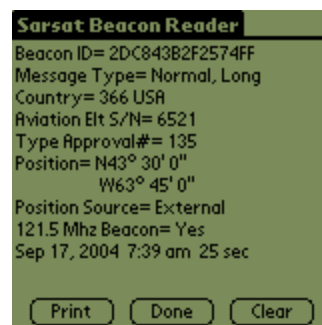 Sarsat Beacon Reader
Beacon ID= 2DC843B2F2574FF
Message Type= Normal, Long
Country= 366 USA
Aviation Elt S/N= 6521
Type Approval#= 135
Position= N43° 30' 0"
W63° 45' 0"
Position Source= External
121.5 Mhz Beacon= Yes
Sep 17, 2004 7:39 am 25 sec
Print Done Clear